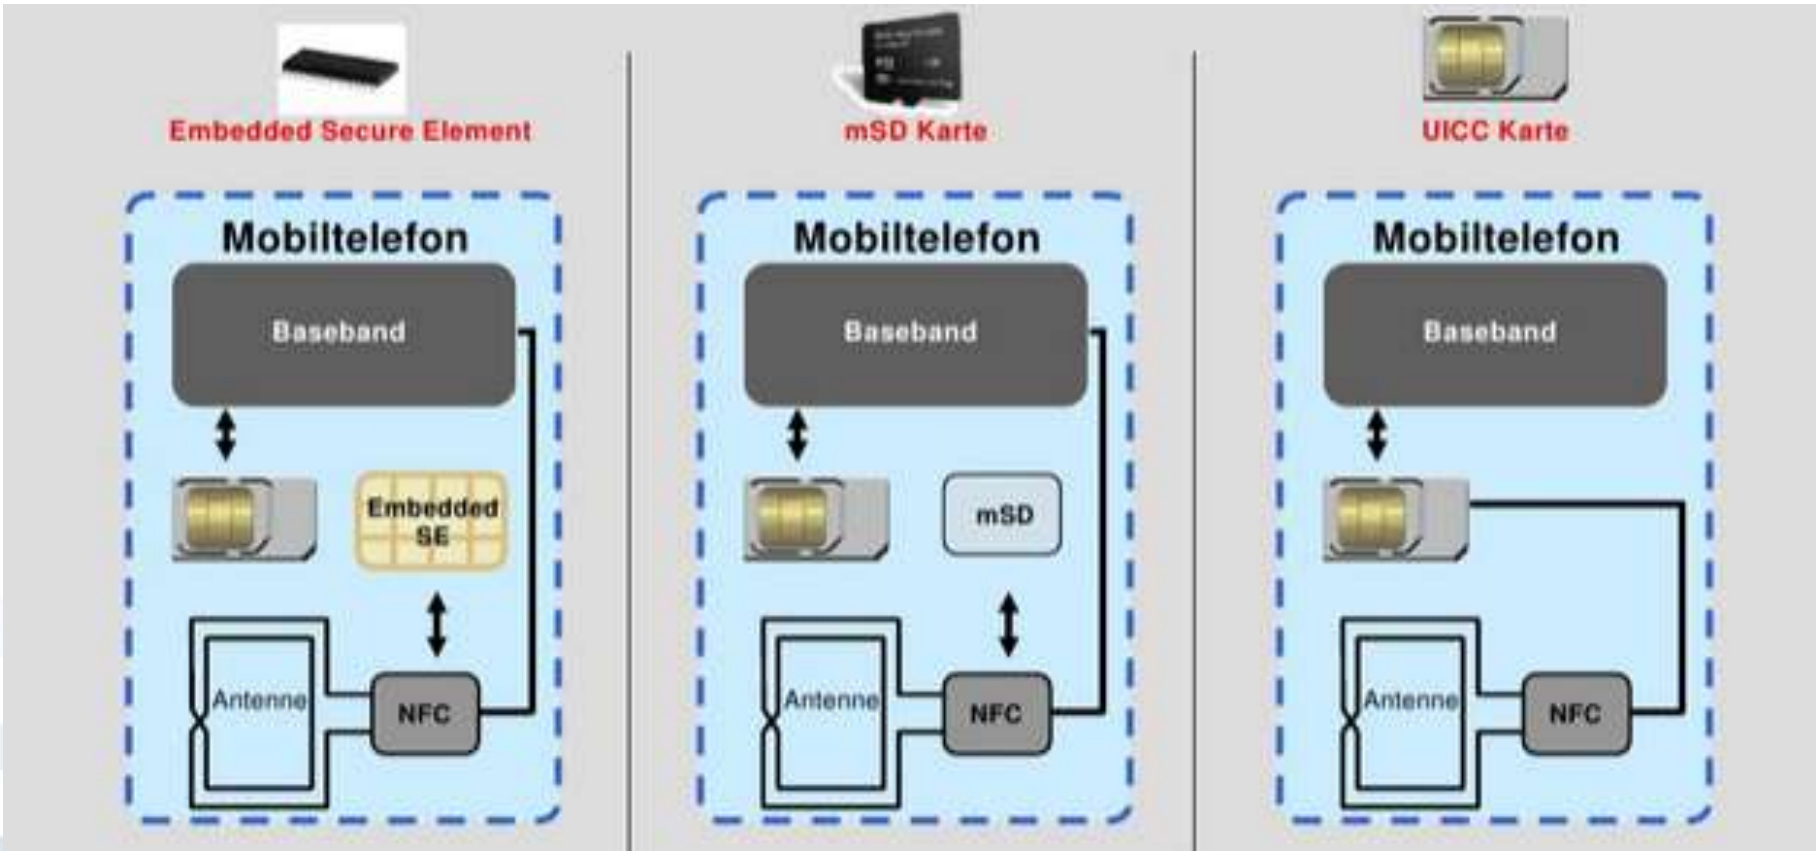 Embedded Secure Element
mSD Karte
UICC Karte
Mobiltelefon
Baseband
Embedded
SE
Antenne
NFC
Mobiltelefon
Baseband
mSD
Antenne
NFC
Mobiltelefon
Baseband
Antenne
NFC